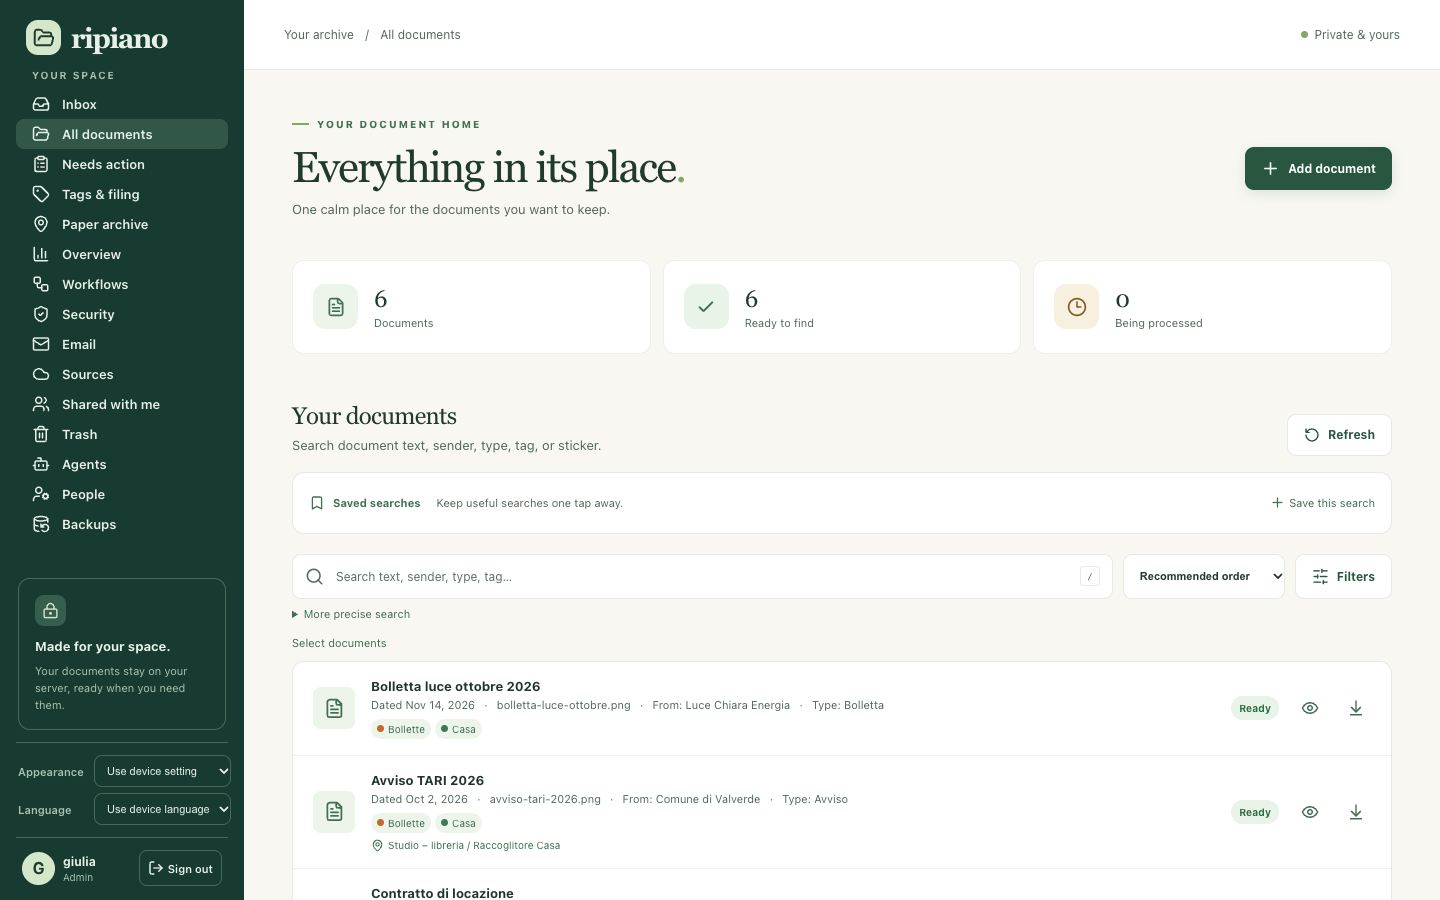 ripiano
YOUR SPACE
Inbox
All documents
Needs action
Tags & filing
Paper archive
Overview
Workflows
Security
Email
Sources
Shared with me
Trash
Agents
People
Backups
Made for your space.
Your documents stay on your
server, ready when you need
them.
Appearance
Use device setting
Language
Use device language
G
giulia
Admin
Sign out
Your archive / All documents
Private & yours
YOUR DOCUMENT HOME
Everything in its place.
One calm place for the documents you want to keep.
Add document
6
Documents
6
Ready to find
0
Being processed
Your documents
Search document text, sender, type, tag, or sticker.
Refresh
Saved searches Keep useful searches one tap away.
Save this search
Search text, sender, type, tag...
/
Recommended order
Filters
More precise search
Select documents
Bolletta luce ottobre 2026
Dated Nov 14, 2026 · bolletta-luce-ottobre.png · From: Luce Chiara Energia · Type: Bolletta
Bollette Casa
Ready
Avviso TARI 2026
Dated Oct 2, 2026 · avviso-tari-2026.png · From: Comune di Valverde · Type: Avviso
Bollette Casa
Studio – libreria / Raccoglitore Casa
Ready
Contratto di locazione